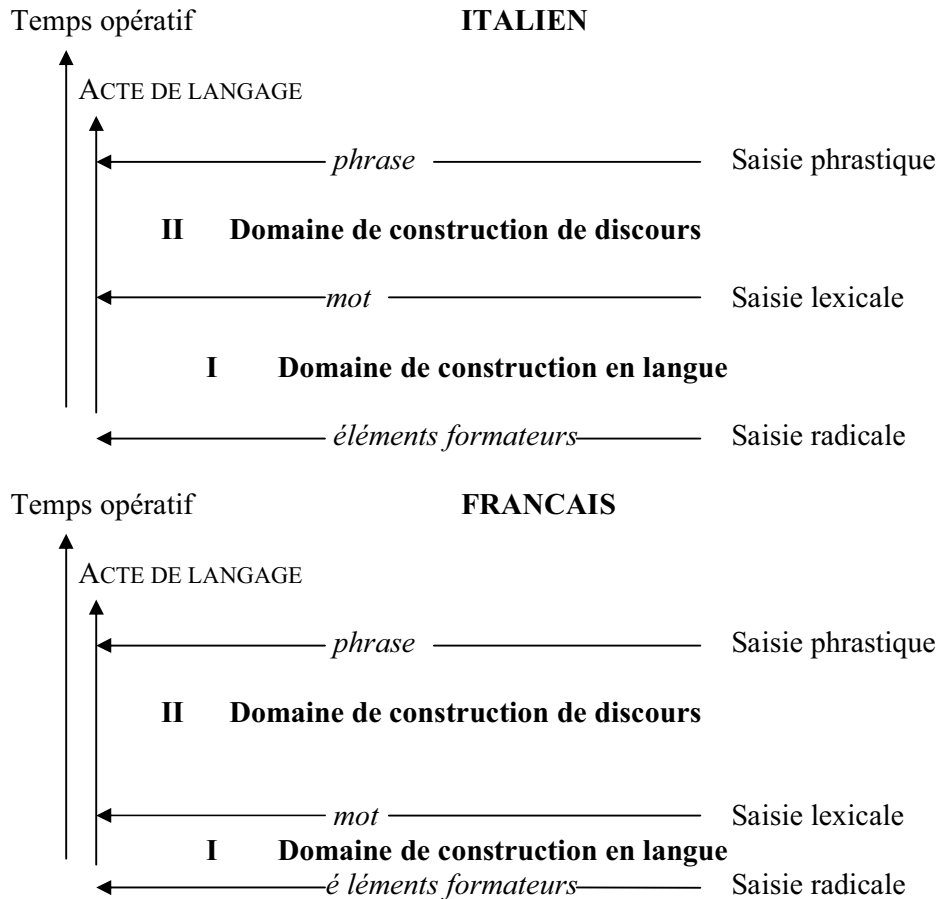 Temps opératif ITALIEN
ACTE DE LANGAGE
phrase Saisie phrastique
II Domaine de construction de discours
mot Saisie lexicale
I Domaine de construction en langue
éléments formateurs Saisie radicale
Temps opératif FRANCAIS
ACTE DE LANGAGE
phrase Saisie phrastique
II Domaine de construction de discours
mot Saisie lexicale
I Domaine de construction en langue
é léments formateurs Saisie radicale